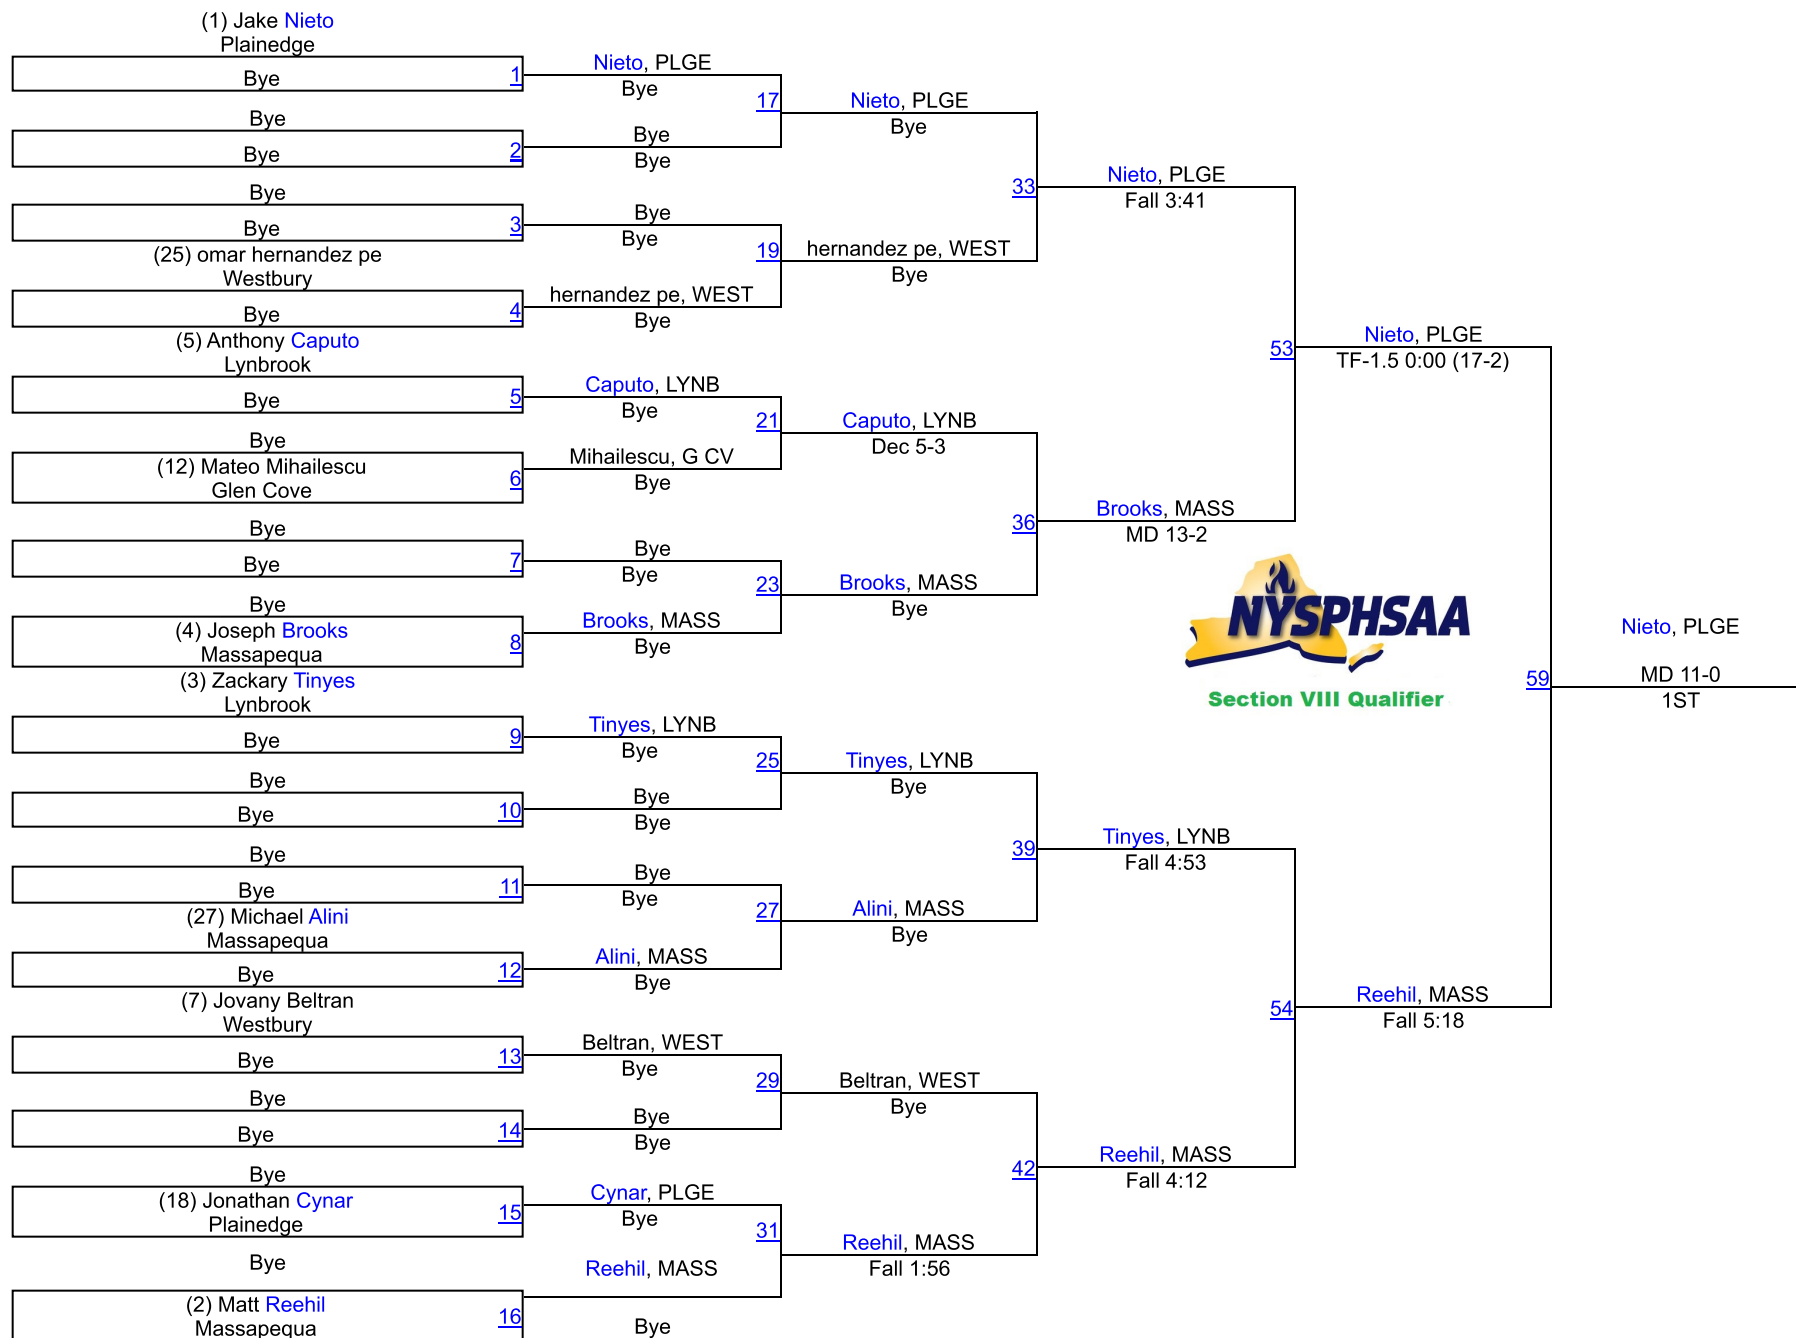 (1) Jake Nieto
Plainedge
Bye
1
Bye
Bye
2
Bye
Bye
3
(25) omar hernandez pe
Westbury
Bye
4
(5) Anthony Caputo
Lynbrook
Bye
5
Bye
(12) Mateo Mihailescu
Glen Cove
6
Bye
Bye
7
Bye
(4) Joseph Brooks
Massapequa
8
(3) Zackary Tinyes
Lynbrook
Bye
9
Bye
Bye
10
Bye
Bye
11
(27) Michael Alini
Massapequa
Bye
12
(7) Jovany Beltran
Westbury
Bye
13
Bye
Bye
14
Bye
(18) Jonathan Cynar
Plainedge
15
Bye
(2) Matt Reehil
Massapequa
16
Nieto, PLGE
Bye
17
Bye
Bye
Bye
Bye
19
hernandez pe, WEST
Bye
Caputo, LYNB
Bye
21
Mihailescu, G CV
Bye
Bye
Bye
23
Brooks, MASS
Bye
Tinyes, LYNB
Bye
25
Bye
Bye
Bye
Bye
27
Alini, MASS
Bye
Beltran, WEST
Bye
29
Bye
Bye
Cynar, PLGE
Bye
31
Reehil, MASS
Bye
Nieto, PLGE
Bye
33
hernandez pe, WEST
Bye
Caputo, LYNB
Dec 5-3
36
Brooks, MASS
Bye
Tinyes, LYNB
Bye
39
Alini, MASS
Bye
Beltran, WEST
Bye
42
Reehil, MASS
Fall 1:56
Nieto, PLGE
Fall 3:41
53
Brooks, MASS
MD 13-2
Tinyes, LYNB
Fall 4:53
54
Reehil, MASS
Fall 4:12
Nieto, PLGE
TF-1.5 0:00 (17-2)
NYSPHSAA
Section VIII Qualifier
59
Reehil, MASS
Fall 5:18
Nieto, PLGE
MD 11-0
1ST